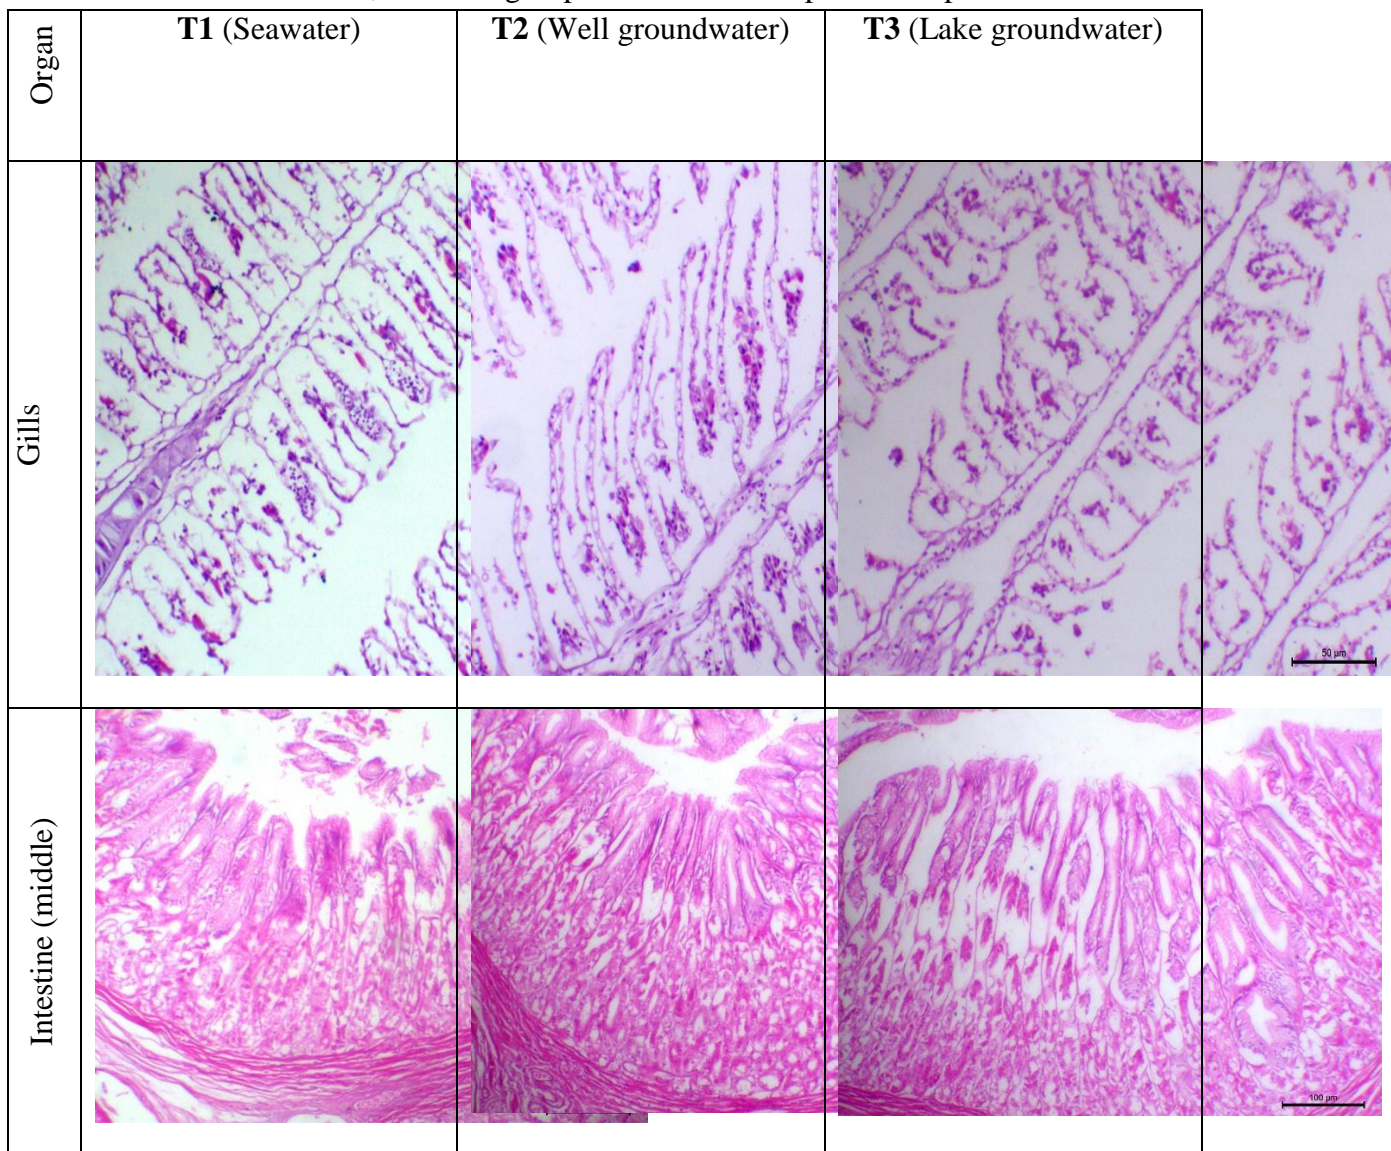 Organ
T1 (Seawater)
T2 (Well groundwater)
T3 (Lake groundwater)
Gills
50 µm
Intestine (middle)
100 µm